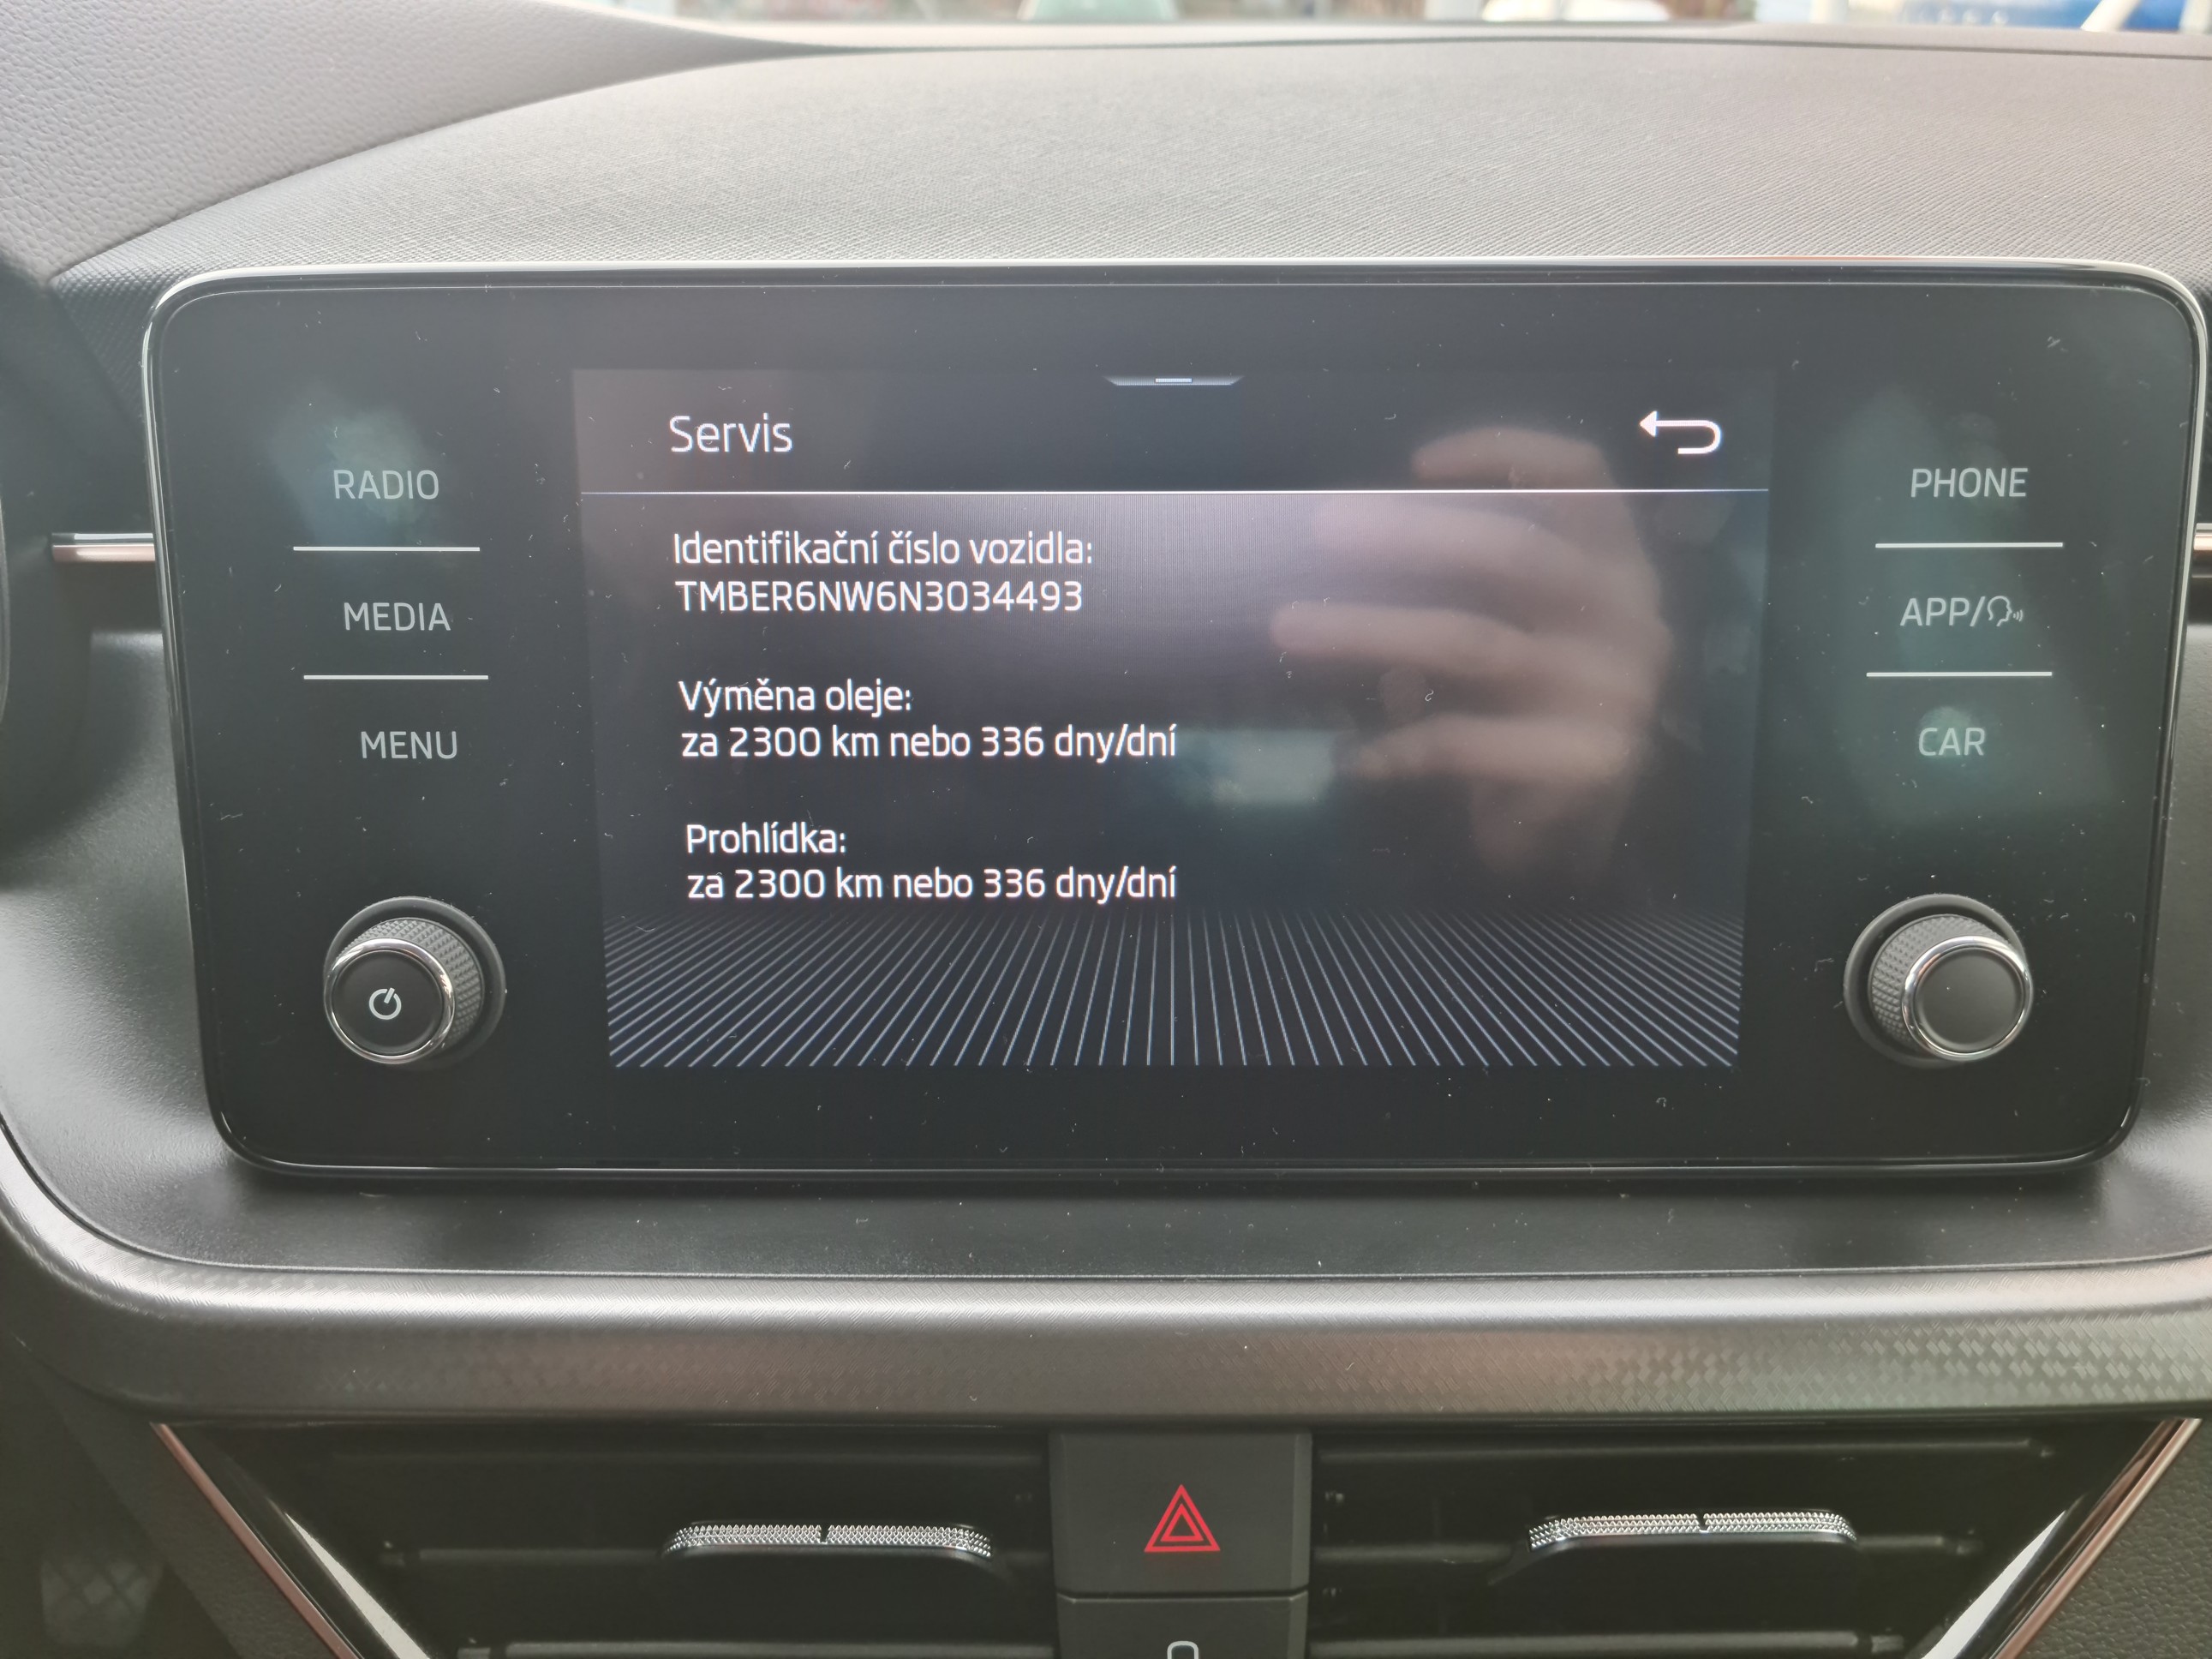 Servis
RADIO
MEDIA
MENU
Identifikační číslo vozidla:
TMBER6NW6N3034493
Výměna oleje:
za 2300 km nebo 336 dny/dní
Prohlídka:
za 2300 km nebo 336 dny/dní
PHONE
APP/
CAR